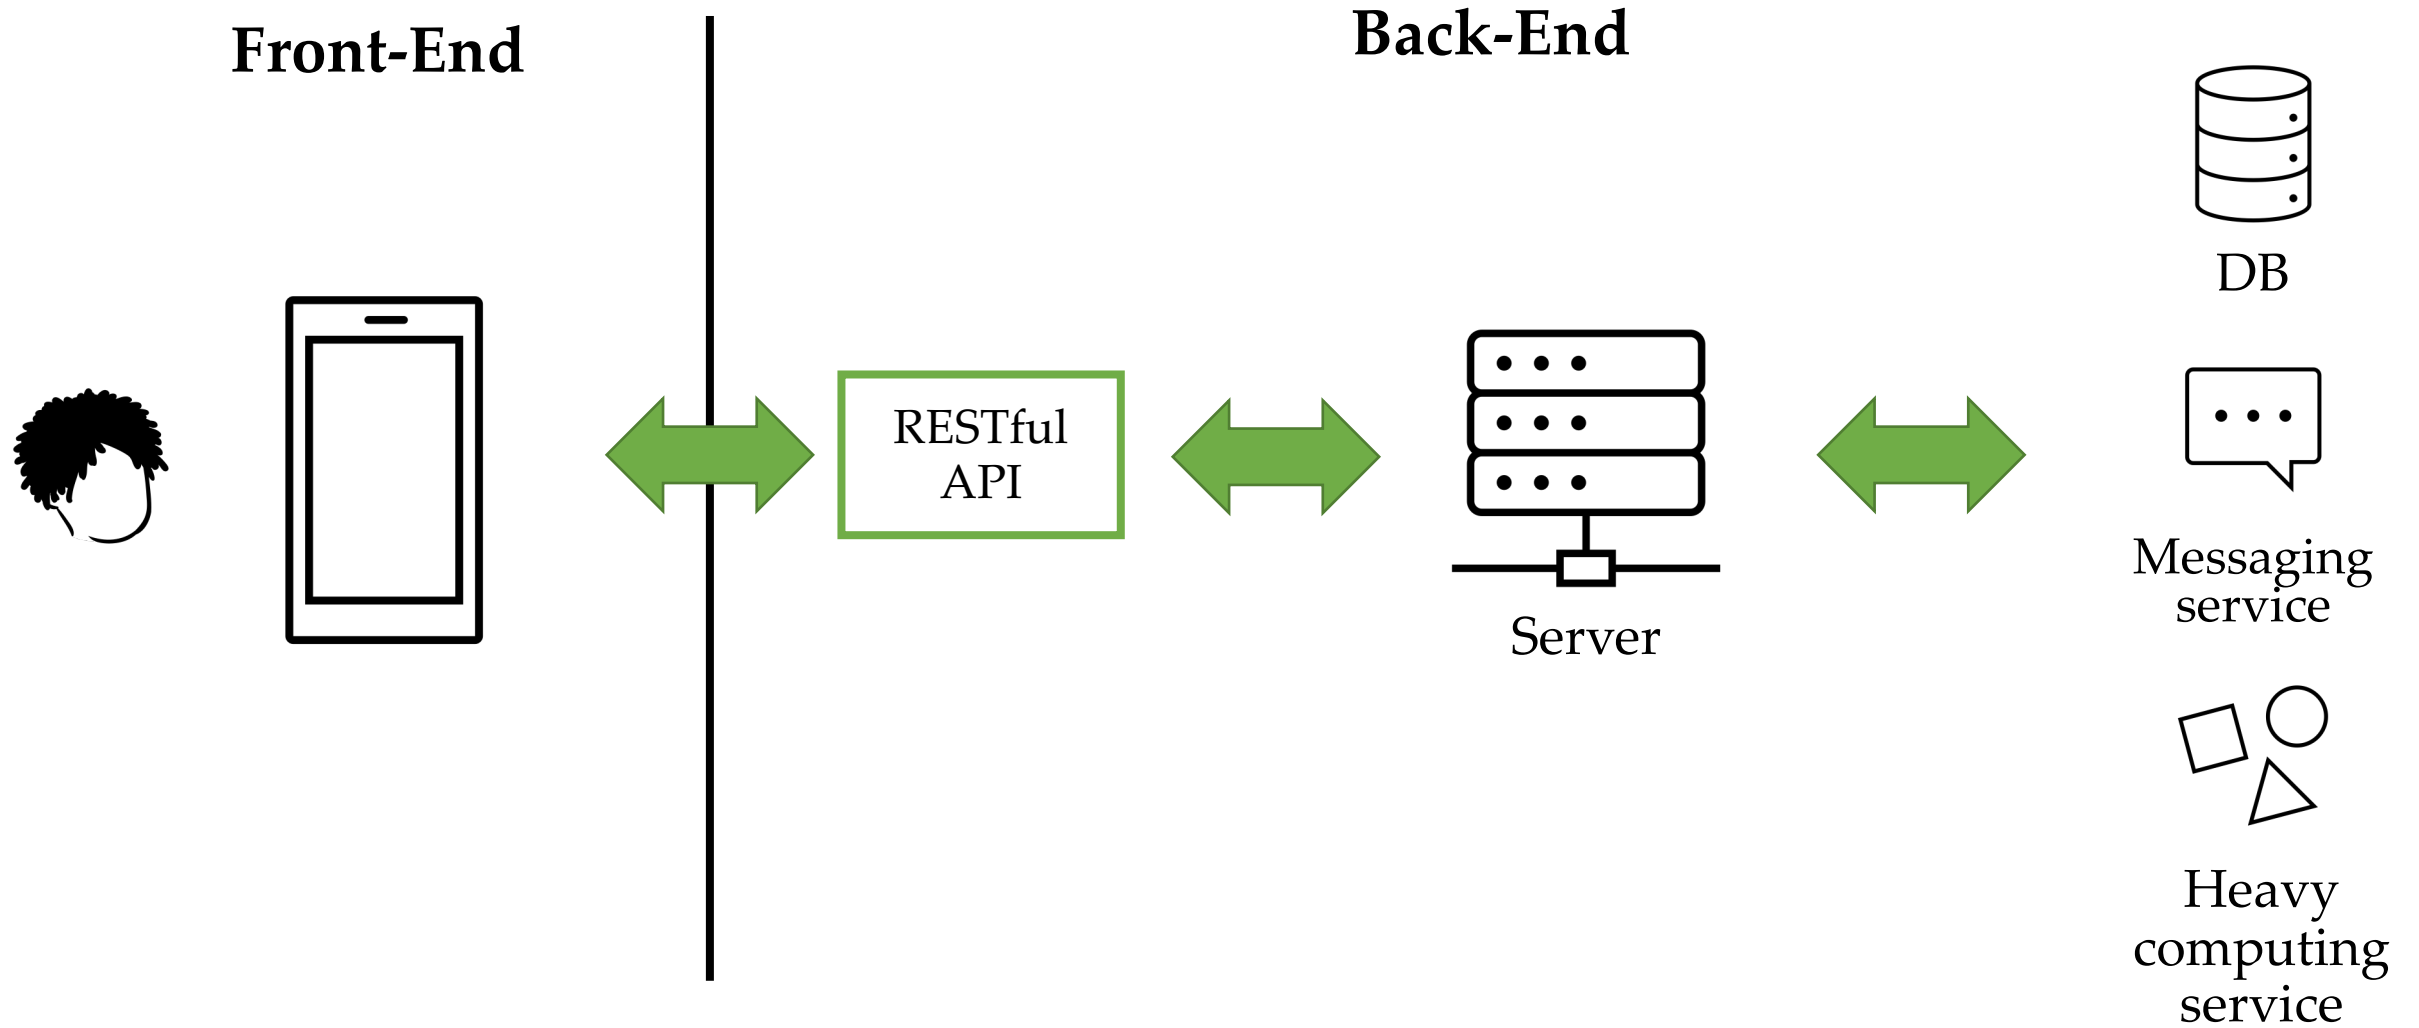 Front-End
Back-End
RESTful
API
Server
DB
Messaging
service
Heavy
computing
service